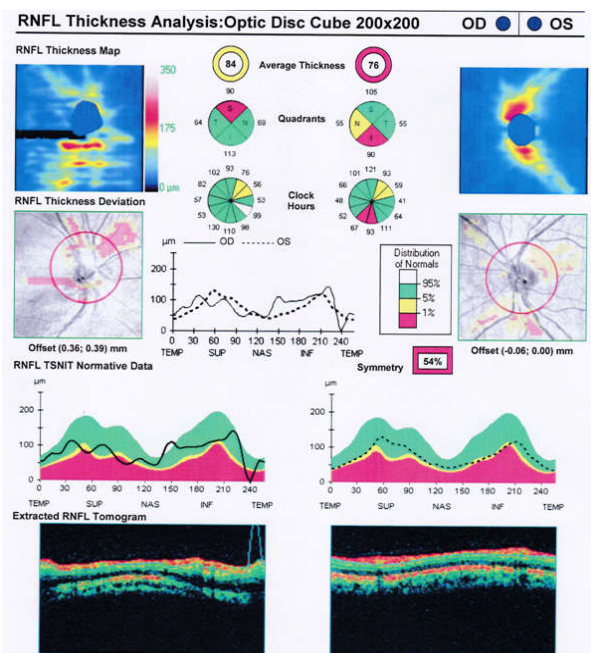 RNFL Thickness Analysis:Optic Disc Cube 200x200 OD OS
RNFL Thickness Map
350
175
0 µm
84 Average Thickness 76
90 105
S S
64 T N 69 Quadrants 55 N T 55
I I
113 90
102 93 76 101 121 93
82 56 66 59
57 53 Clock 48 41
53 99 Hours 52 64
130 110 98 67 93 111
RNFL Thickness Deviation
µm OD OS
200
100
0
0 30 60 90 120 150 180 210 240
TEMP SUP NAS INF TEMP
Distribution
of Normals
95%
5%
1%
Offset (0.36; 0.39) mm
Symmetry 54%
Offset (-0.06; 0.00) mm
RNFL TSNIT Normative Data
µm µm
200 200
100 100
0 0
0 30 60 90 120 150 180 210 240 0 30 60 90 120 150 180 210 240
TEMP SUP NAS INF TEMP TEMP SUP NAS INF TEMP
Extracted RNFL Tomogram